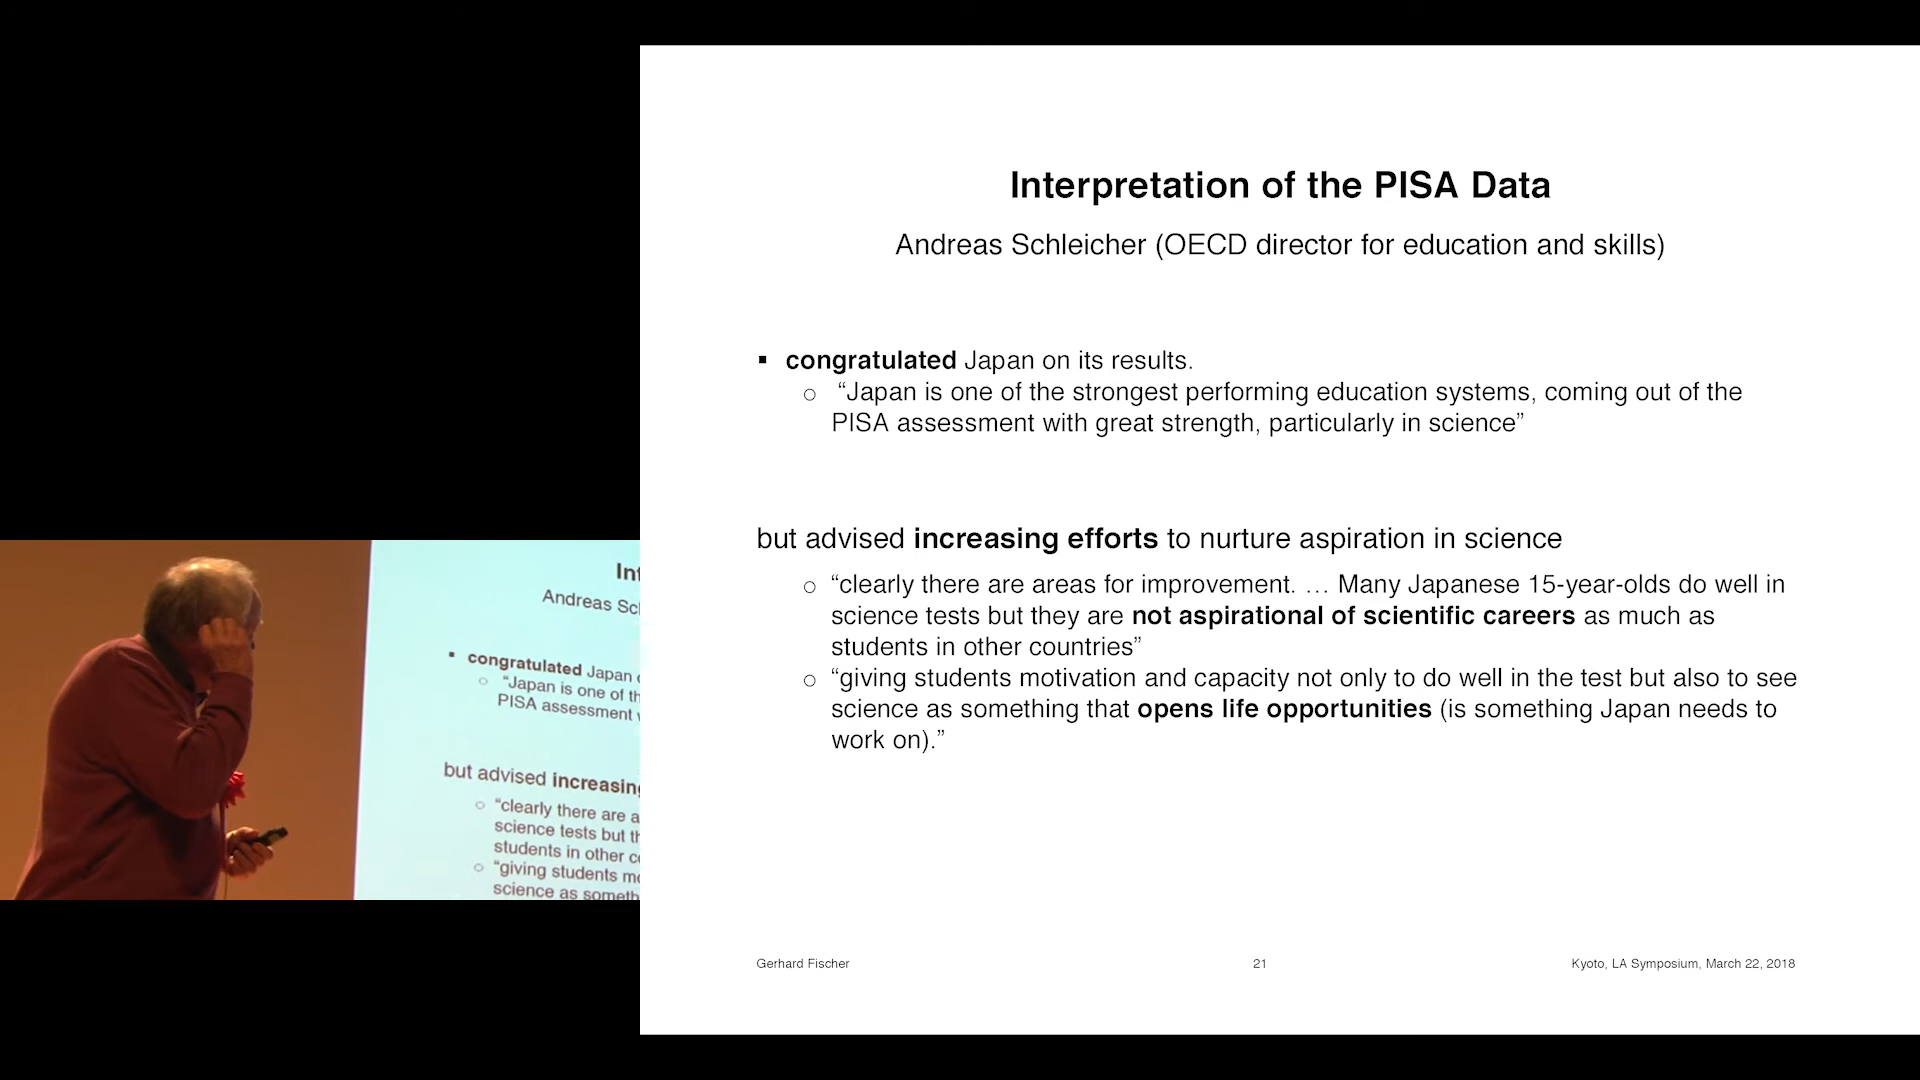 Interpretation of the PISA Data
Andreas Schleicher (OECD director for education and skills)
▪ congratulated Japan on its results.
○ “Japan is one of the strongest performing education systems, coming out of the
PISA assessment with great strength, particularly in science”
but advised increasing efforts to nurture aspiration in science
○ “clearly there are areas for improvement. … Many Japanese 15-year-olds do well in
science tests but they are not aspirational of scientific careers as much as
students in other countries”
○ “giving students motivation and capacity not only to do well in the test but also to see
science as something that opens life opportunities (is something Japan needs to
work on).”
Gerhard Fischer
21
Kyoto, LA Symposium, March 22, 2018
Int
Andreas Scl
▪ congratulated Japan
○ “Japan is one of th
PISA assessment
but advised increasing
○ “clearly there are a
science tests but th
students in other c
○ “giving students m
science as someth